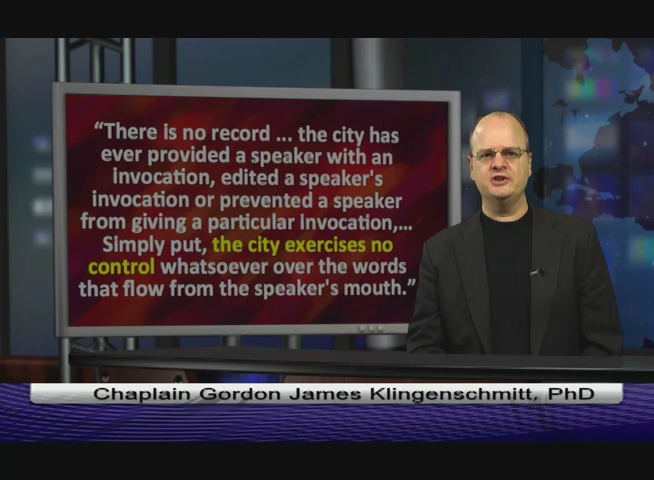 “There is no record ... the city has
ever provided a speaker with an
invocation, edited a speaker's
invocation or prevented a speaker
from giving a particular invocation,...
Simply put, the city exercises no
control whatsoever over the words
that flow from the speaker's mouth.”
Chaplain Gordon James Klingenschmitt, PhD